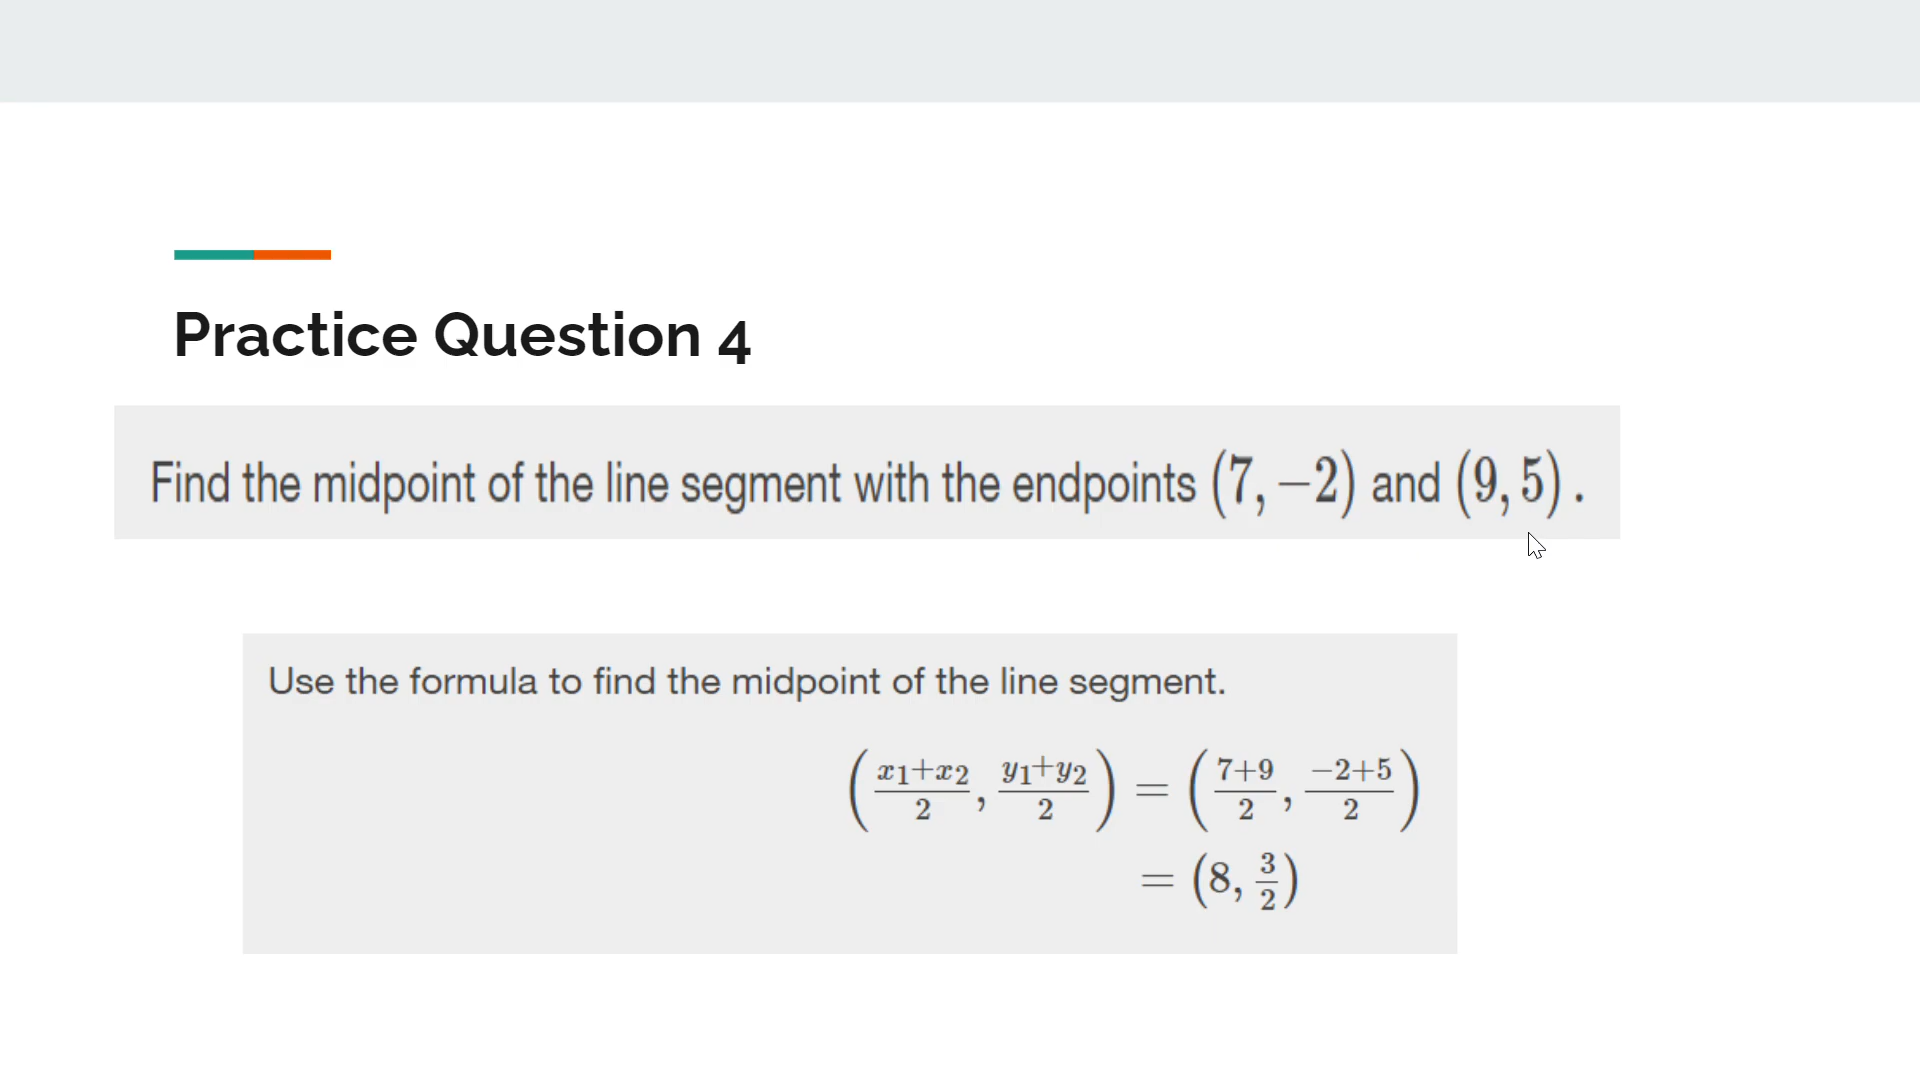 Practice Question 4
Find the midpoint of the line segment with the endpoints (7, −2) and (9, 5) .
Use the formula to find the midpoint of the line segment.
(x₁+x₂/2, y₁+y₂/2) = (7+9/2, −2+5/2)
= (8, 3/2)